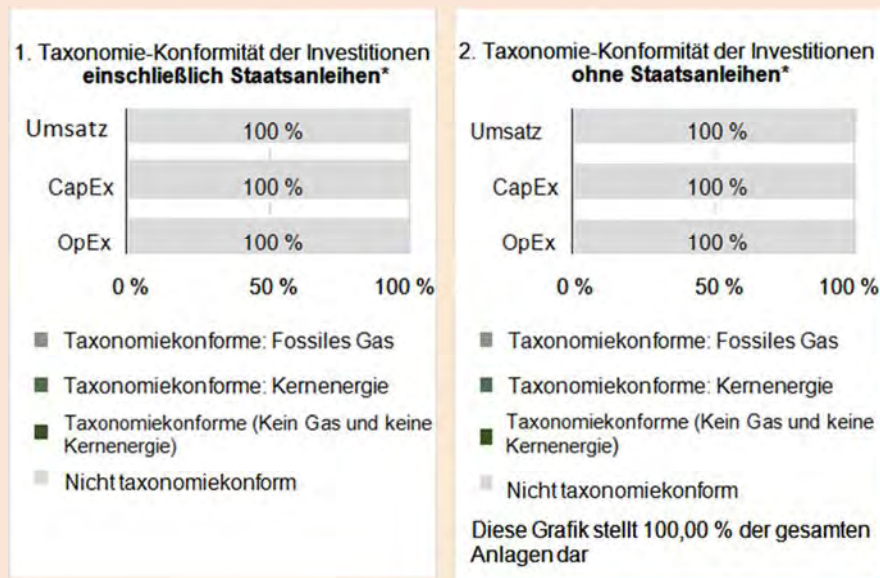 1. Taxonomie-Konformität der Investitionen
einschließlich Staatsanleihen*
Umsatz 100 %
CapEx 100 %
OpEx 100 %
0 % 50 % 100 %
Taxonomiekonforme: Fossiles Gas
Taxonomiekonforme: Kernenergie
Taxonomiekonforme (Kein Gas und keine
Kernenergie)
Nicht taxonomiekonform
2. Taxonomie-Konformität der Investitionen
ohne Staatsanleihen*
Umsatz 100 %
CapEx 100 %
OpEx 100 %
0 % 50 % 100 %
Taxonomiekonforme: Fossiles Gas
Taxonomiekonforme: Kernenergie
Taxonomiekonforme (Kein Gas und keine
Kernenergie)
Nicht taxonomiekonform
Diese Grafik stellt 100,00 % der gesamten
Anlagen dar